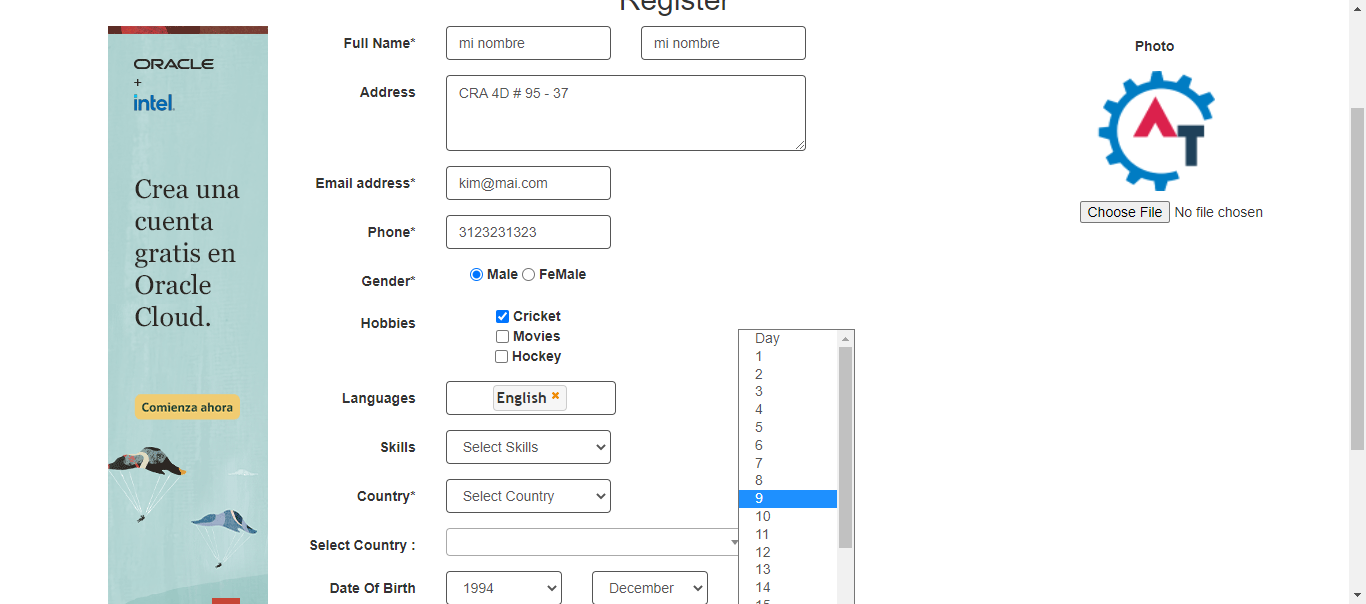 Register
ORACLE
+
intel.
Crea una
cuenta
gratis en
Oracle
Cloud.
Comienza ahora
Full Name* mi nombre mi nombre
Address CRA 4D # 95 - 37
Email address* kim@mai.com
Phone* 3123231323
Gender* Male FeMale
Hobbies Cricket
Movies
Hockey
Languages English
Skills Select Skills
Country* Select Country
Select Country :
Date Of Birth 1994 December
Day
1
2
3
4
5
6
7
8
9
10
11
12
13
14
15
Photo
AT
Choose File No file chosen